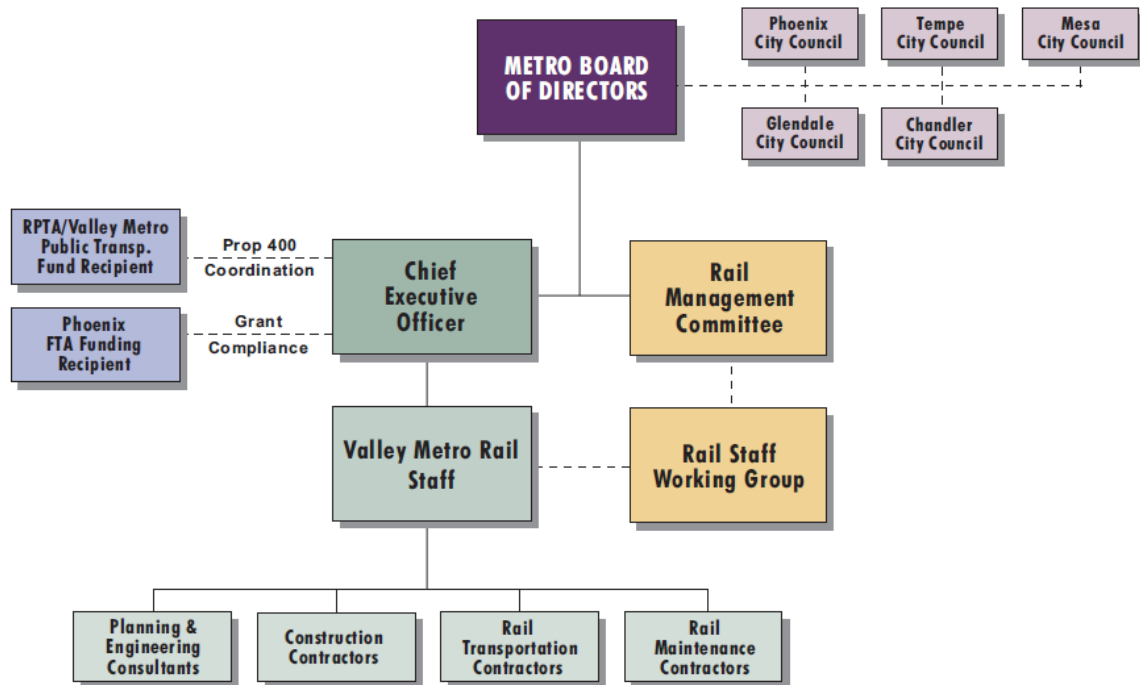 METRO BOARD
OF DIRECTORS
Phoenix
City Council
Tempe
City Council
Mesa
City Council
Glendale
City Council
Chandler
City Council
RPTA/Valley Metro
Public Transp.
Fund Recipient
Prop 400
Coordination
Phoenix
FTA Funding
Recipient
Grant
Compliance
Chief
Executive
Officer
Rail
Management
Committee
Valley Metro Rail
Staff
Rail Staff
Working Group
Planning &
Engineering
Consultants
Construction
Contractors
Rail
Transportation
Contractors
Rail
Maintenance
Contractors